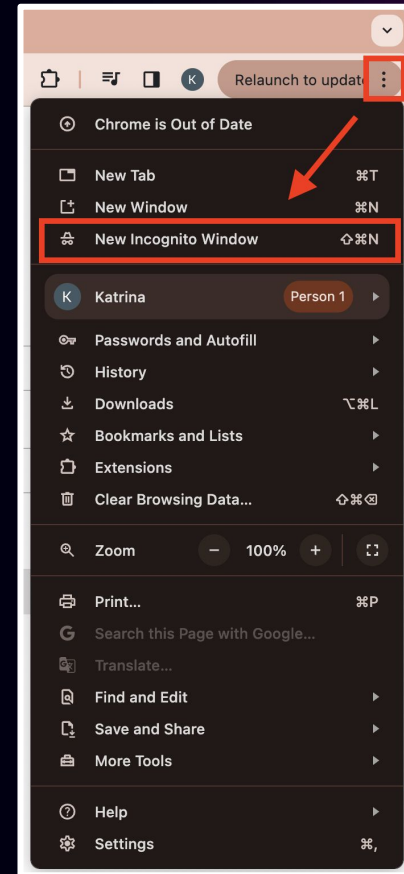 K Relaunch to updat
Chrome is Out of Date
New Tab ⌘T
New Window ⌘N
New Incognito Window ⇧⌘N
K Katrina Person 1
Passwords and Autofill
History
Downloads ⌥⌘L
Bookmarks and Lists
Extensions
Clear Browsing Data... ⇧⌘⌫
Zoom − 100% +
Print... ⌘P
G Search this Page with Google...
Translate...
Find and Edit
Save and Share
More Tools
Help
Settings ⌘,